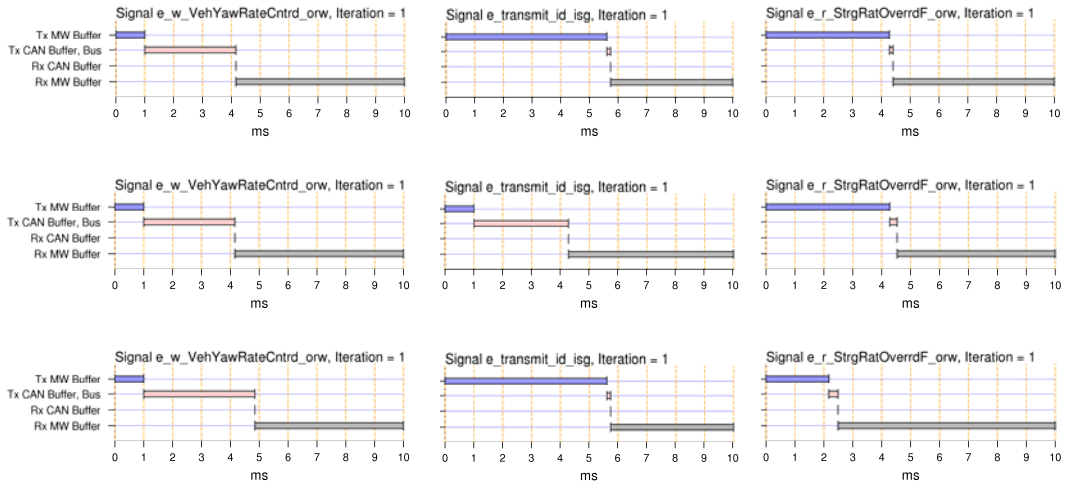 Signal e_w_VehYawRateCntrd_orw, Iteration = 1
Signal e_transmit_id_isg, Iteration = 1
Signal e_r_StrgRatOverrdF_orw, Iteration = 1
Tx MW Buffer
Tx CAN Buffer, Bus
Rx CAN Buffer
Rx MW Buffer
0 1 2 3 4 5 6 7 8 9 10
0 1 2 3 4 5 6 7 8 9 10
0 1 2 3 4 5 6 7 8 9 10
ms
ms
ms
Signal e_w_VehYawRateCntrd_orw, Iteration = 1
Signal e_transmit_id_isg, Iteration = 1
Signal e_r_StrgRatOverrdF_orw, Iteration = 1
Tx MW Buffer
Tx CAN Buffer, Bus
Rx CAN Buffer
Rx MW Buffer
0 1 2 3 4 5 6 7 8 9 10
0 1 2 3 4 5 6 7 8 9 10
0 1 2 3 4 5 6 7 8 9 10
ms
ms
ms
Signal e_w_VehYawRateCntrd_orw, Iteration = 1
Signal e_transmit_id_isg, Iteration = 1
Signal e_r_StrgRatOverrdF_orw, Iteration = 1
Tx MW Buffer
Tx CAN Buffer, Bus
Rx CAN Buffer
Rx MW Buffer
0 1 2 3 4 5 6 7 8 9 10
0 1 2 3 4 5 6 7 8 9 10
0 1 2 3 4 5 6 7 8 9 10
ms
ms
ms